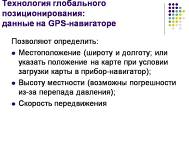 Технология глобального
позиционирования:
данные на GPS-навигаторе
Позволяют определить:
Местоположение (широту и долготу; или
указать положение на карте при условии
загрузки карты в прибор-навигатор);
Высоту местности (возможны погрешности
из-за перепада давления);
Скорость передвижения